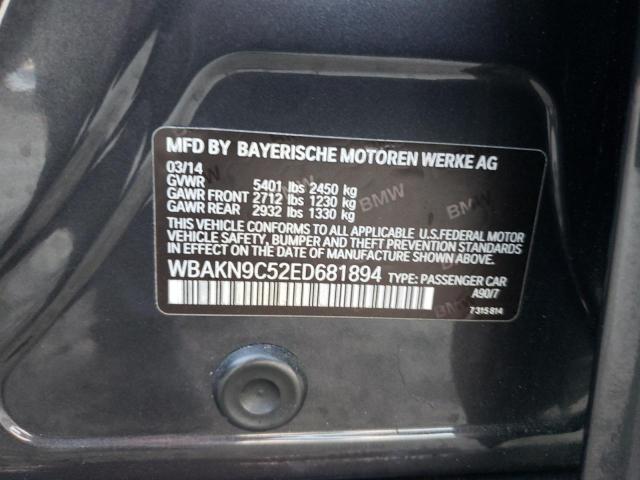 MFD BY BAYERISCHE MOTOREN WERKE AG
03/14
GVWR 5401 lbs 2450 kg
GAWR FRONT 2712 lbs 1230 kg
GAWR REAR 2932 lbs 1330 kg
THIS VEHICLE CONFORMS TO ALL APPLICABLE U.S.FEDERAL MOTOR
VEHICLE SAFETY, BUMPER AND THEFT PREVENTION STANDARDS
IN EFFECT ON THE DATE OF MANUFACTURE SHOWN ABOVE.
WBAKN9C52ED681894 TYPE: PASSENGER CAR
A90/7
7315814
BMW
BMW